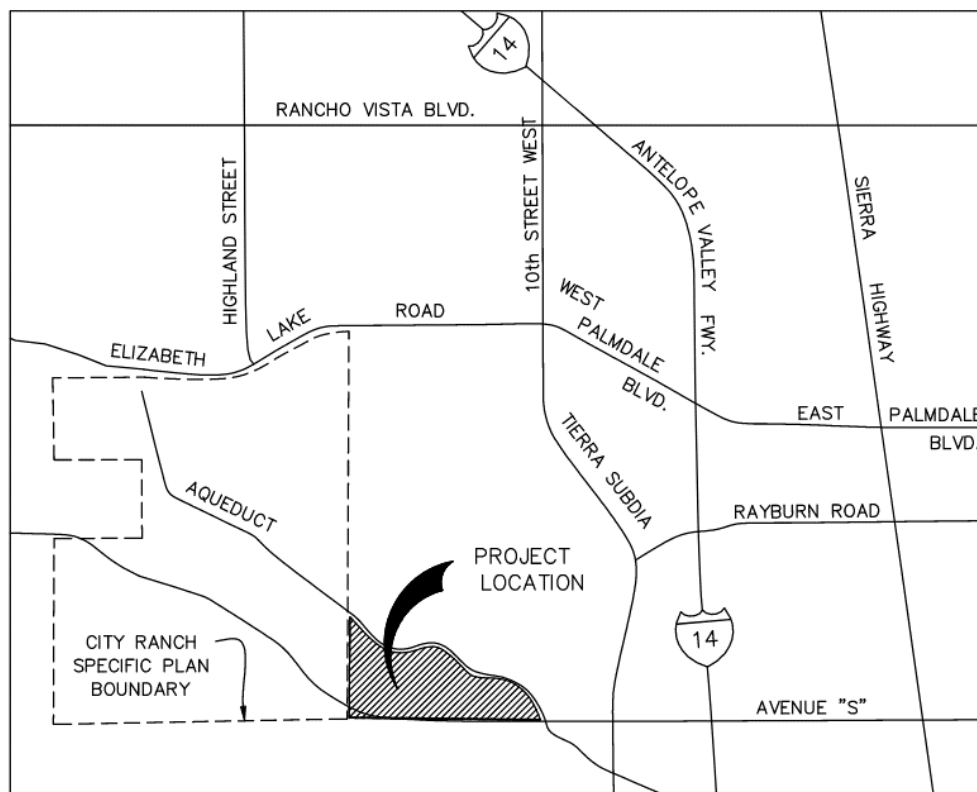 14
RANCHO VISTA BLVD.
HIGHLAND STREET
10th STREET WEST
ANTELOPE VALLEY FWY.
SIERRA HIGHWAY
ELIZABETH LAKE ROAD
WEST PALMDALE
BLVD.
EAST PALMDALE
BLVD.
TIERRA SUBDIA
RAYBURN ROAD
AQUEDUCT
PROJECT
LOCATION
14
CITY RANCH
SPECIFIC PLAN
BOUNDARY
AVENUE "S"